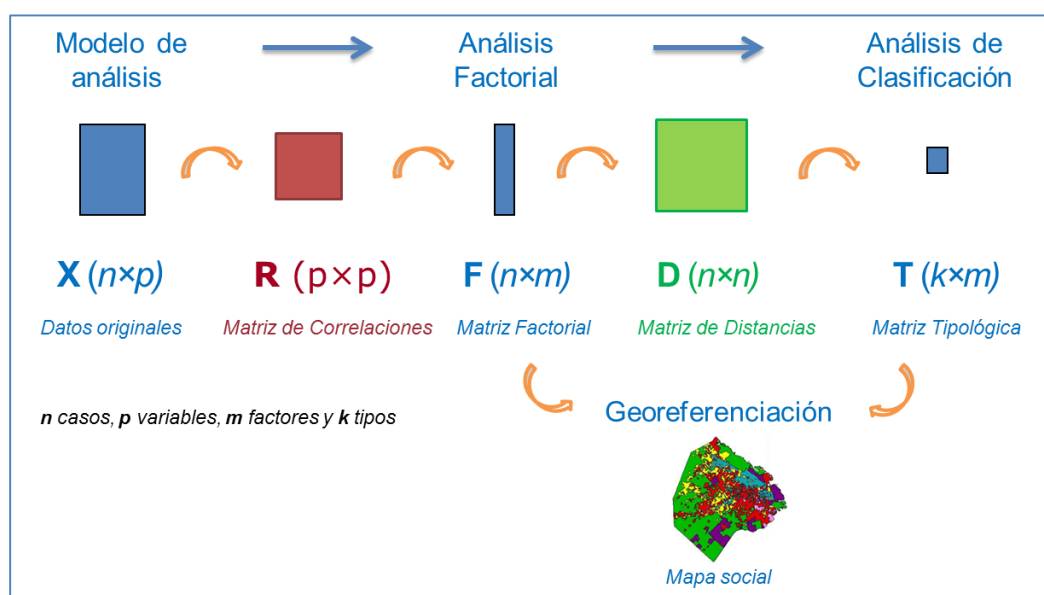 Modelo de
análisis
Análisis
Factorial
Análisis de
Clasificación
X (n×p)
R (p×p)
F (n×m)
D (n×n)
T (k×m)
Datos originales
Matriz de Correlaciones
Matriz Factorial
Matriz de Distancias
Matriz Tipológica
n casos, p variables, m factores y k tipos
Georeferenciación
Mapa social